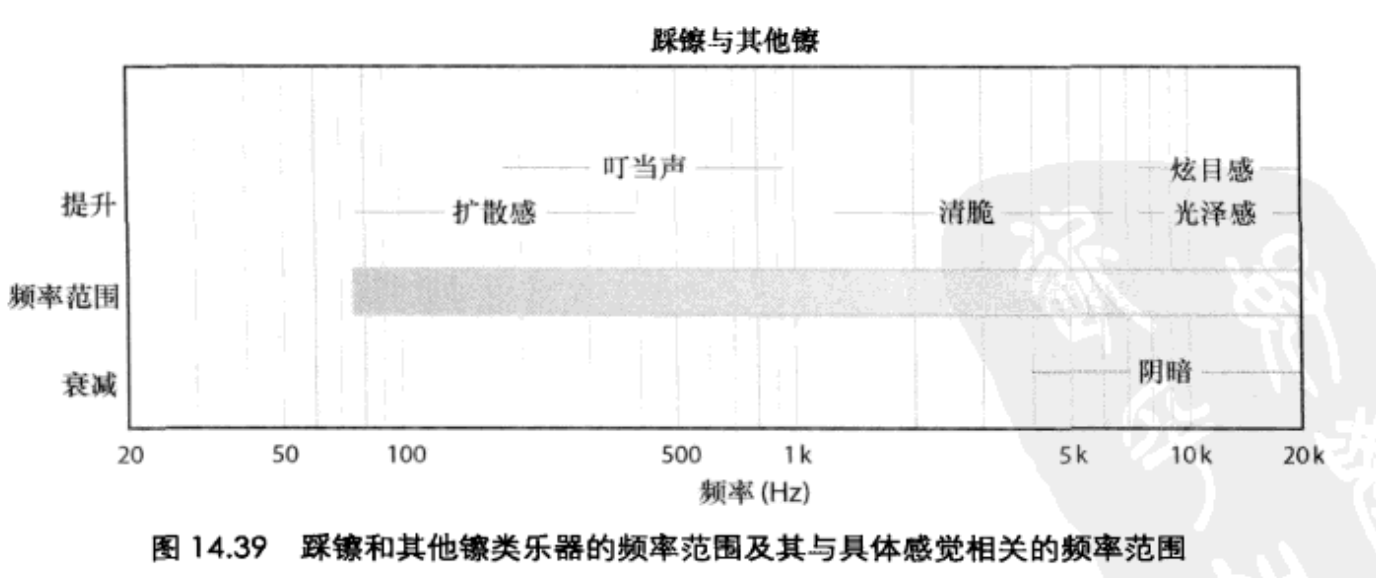 踩镲与其他镲
叮当声 炫目感
提升 扩散感 清脆 光泽感
频率范围
衰减 阴暗
20 50 100 500 1k 5k 10k 20k
频率 (Hz)
图 14.39 踩镲和其他镲类乐器的频率范围及其与具体感觉相关的频率范围